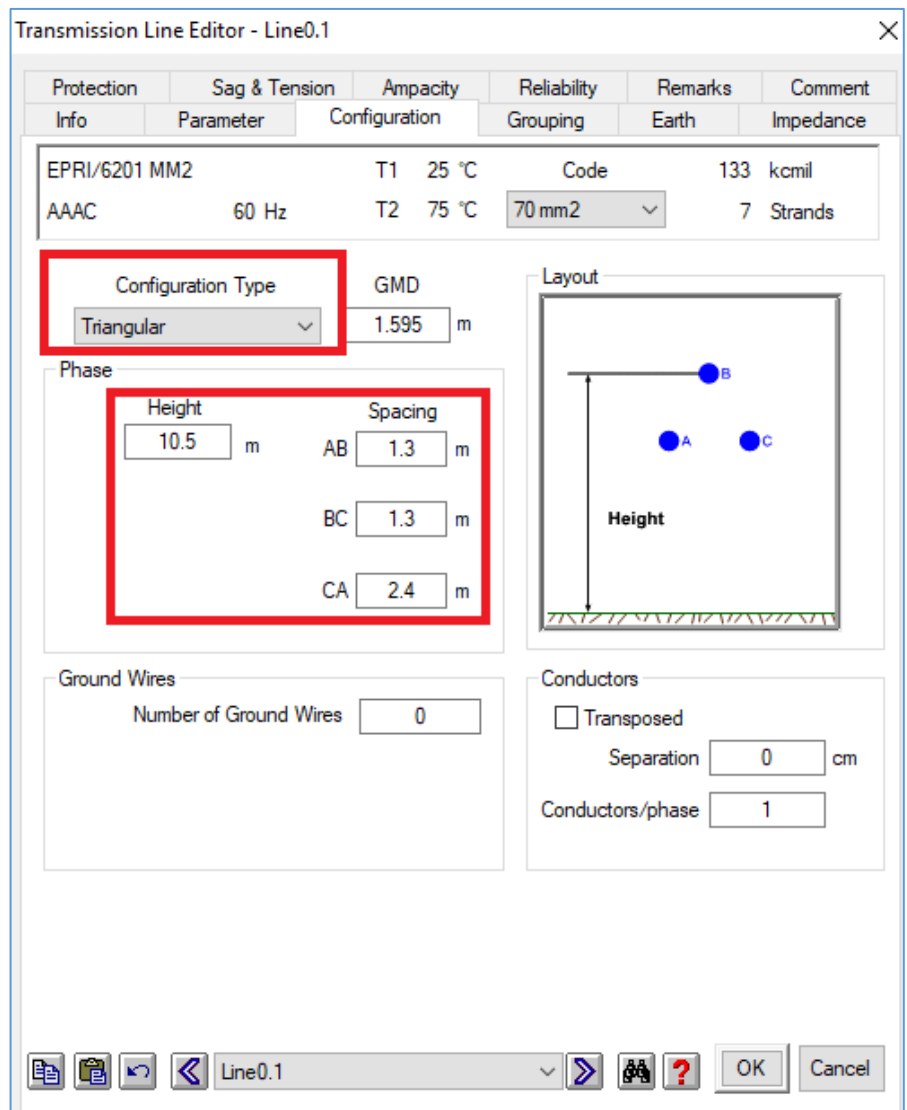 Transmission Line Editor - Line0.1
Protection Sag & Tension Ampacity Reliability Remarks Comment
Info Parameter Configuration Grouping Earth Impedance
EPRI/6201 MM2 T1 25 °C Code 133 kcmil
AAAC 60 Hz T2 75 °C 70 mm2 7 Strands
Configuration Type GMD
Triangular 1.595 m
Layout
B
A C
Height
Phase
Height Spacing
10.5 m AB 1.3 m
BC 1.3 m
CA 2.4 m
Ground Wires
Number of Ground Wires 0
Conductors
Transposed
Separation 0 cm
Conductors/phase 1
Line0.1 ? OK Cancel